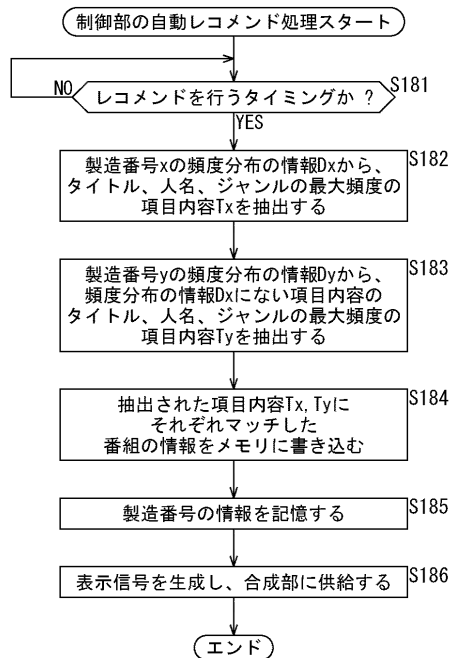 制御部の自動レコメンド処理スタート
NO
レコメンドを行うタイミングか ?
S181
YES
製造番号xの頻度分布の情報Dxから、
タイトル、人名、ジャンルの最大頻度の
項目内容Txを抽出する
S182
製造番号yの頻度分布の情報Dyから、
頻度分布の情報Dxにない項目内容の
タイトル、人名、ジャンルの最大頻度の
項目内容Tyを抽出する
S183
抽出された項目内容Tx, Tyに
それぞれマッチした
番組の情報をメモリに書き込む
S184
製造番号の情報を記憶する
S185
表示信号を生成し、合成部に供給する
S186
エンド